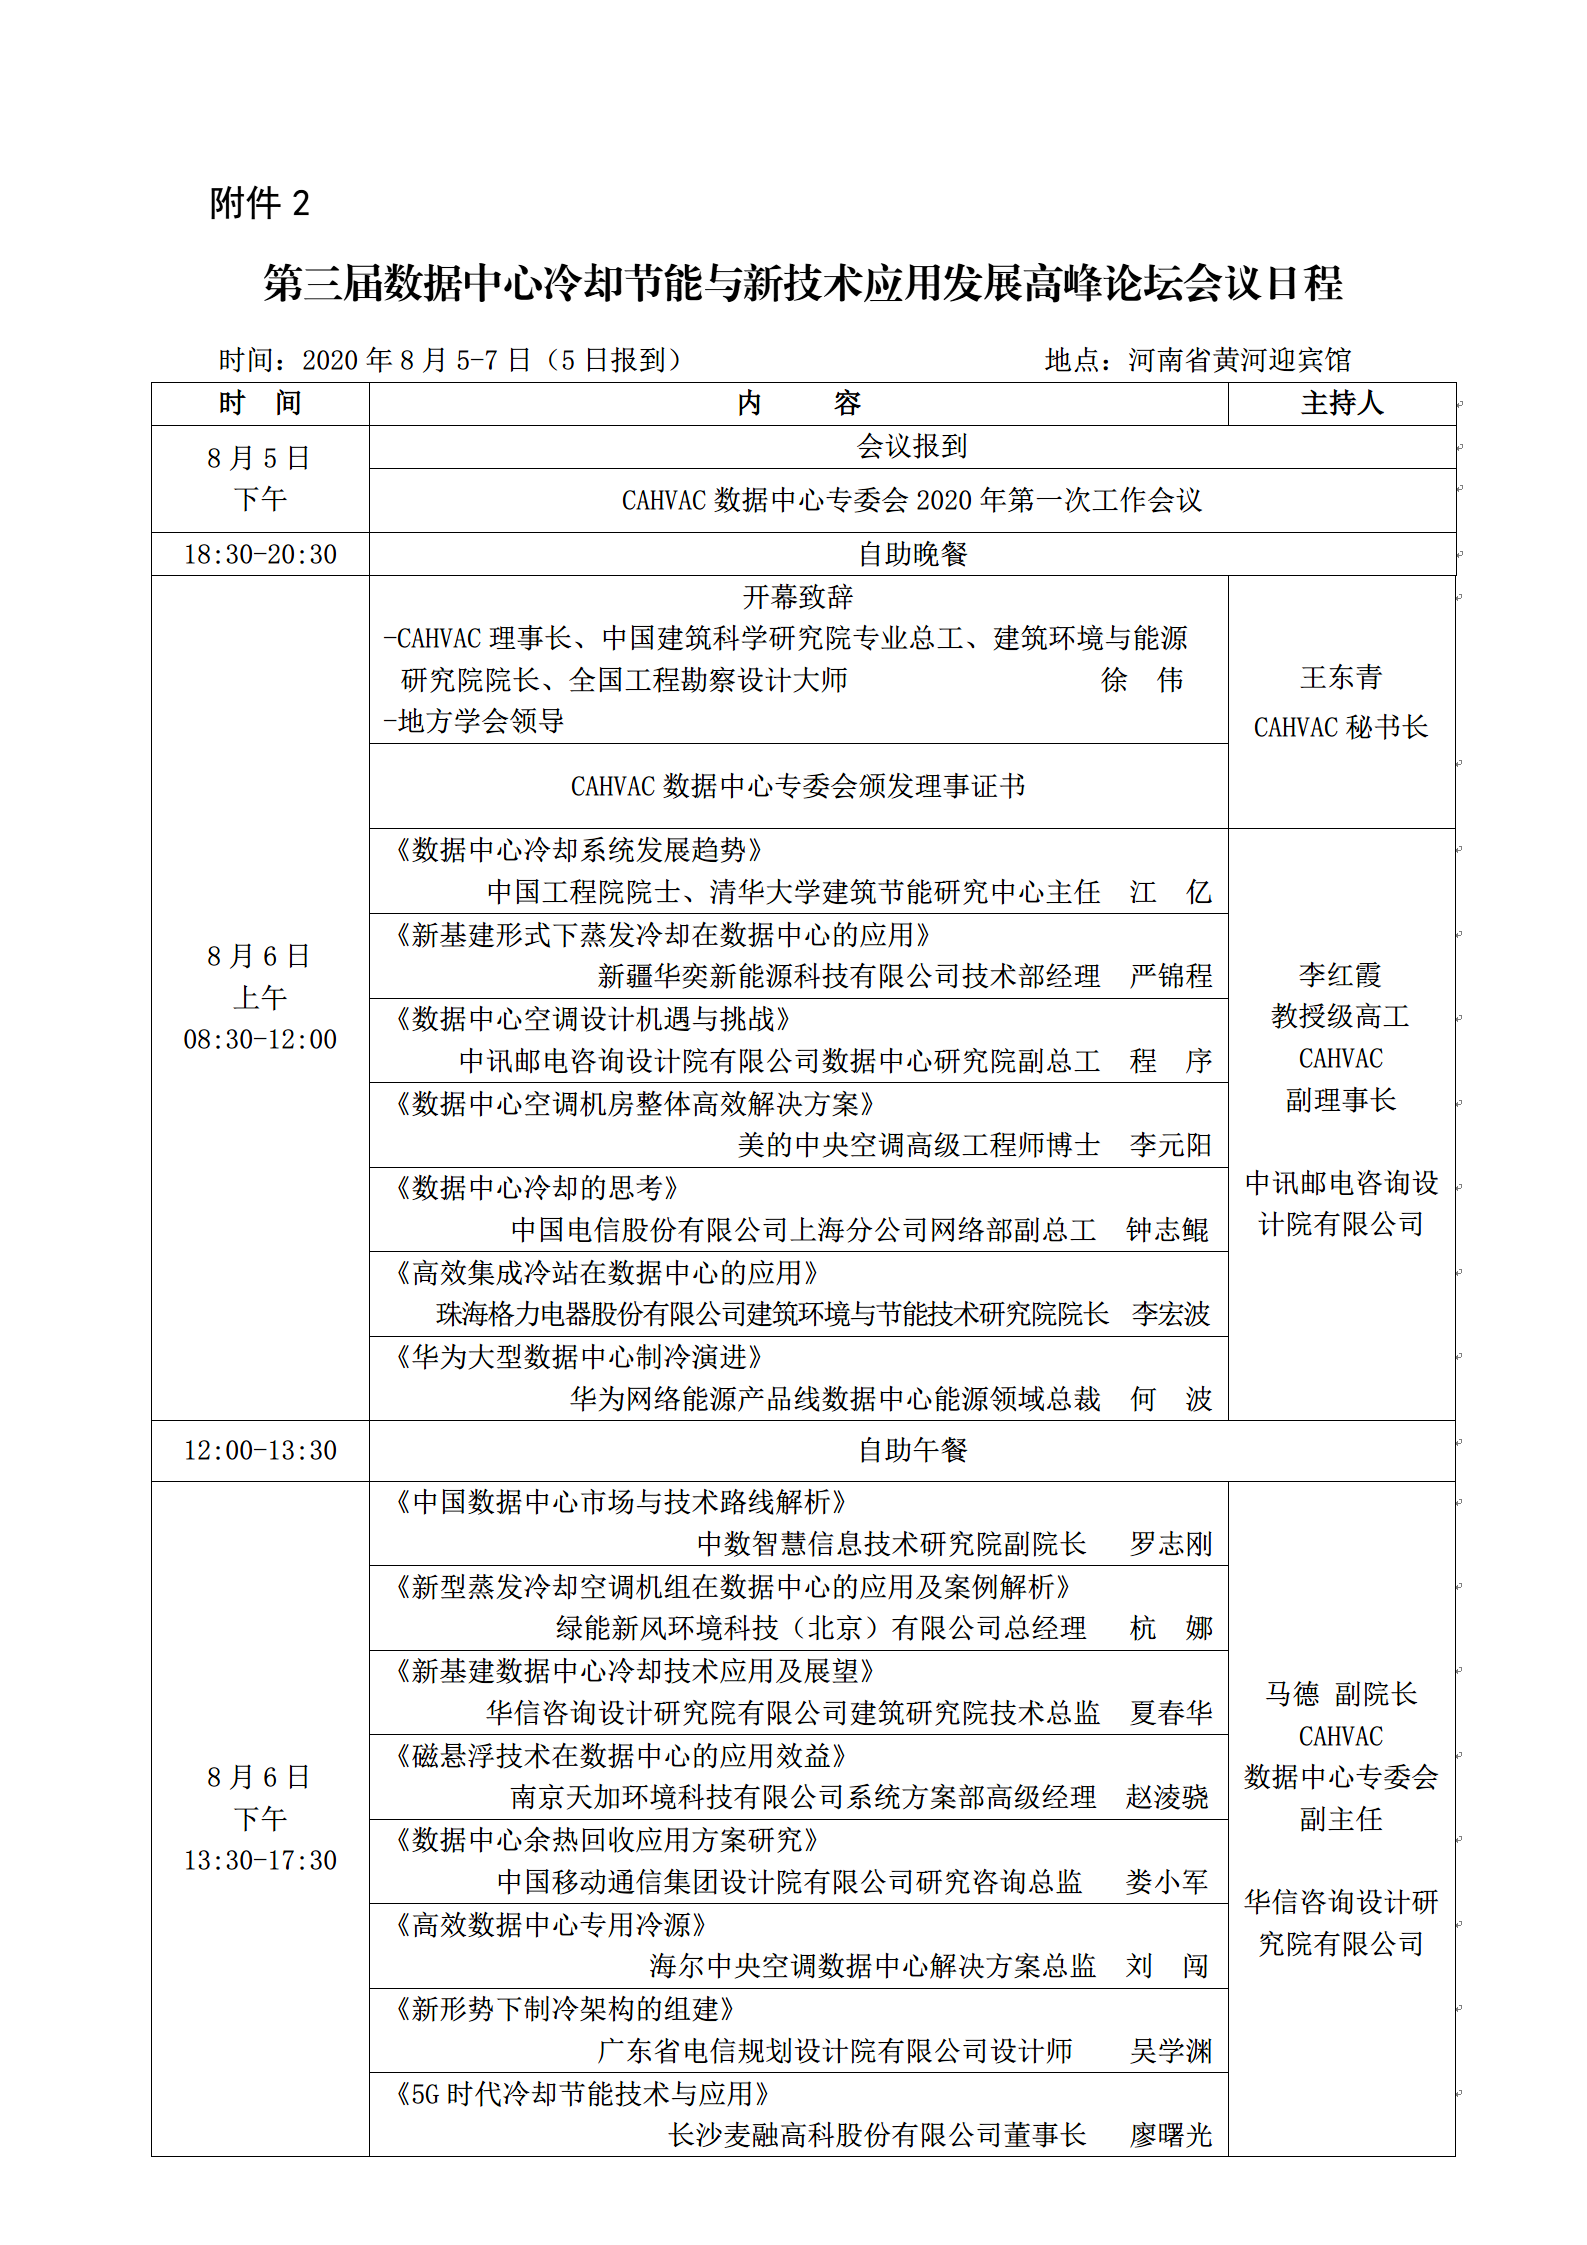 附件 2
第三届数据中心冷却节能与新技术应用发展高峰论坛会议日程
时间：2020 年 8 月 5-7 日（5 日报到） 地点：河南省黄河迎宾馆
时 间 内 容 主持人
8 月 5 日
下午
会议报到
CAHVAC 数据中心专委会 2020 年第一次工作会议
18:30-20:30 自助晚餐
8 月 6 日
上午
08:30-12:00
开幕致辞
-CAHVAC 理事长、中国建筑科学研究院专业总工、建筑环境与能源
研究院院长、全国工程勘察设计大师 徐 伟
-地方学会领导
CAHVAC 数据中心专委会颁发理事证书
王东青
CAHVAC 秘书长
《数据中心冷却系统发展趋势》
中国工程院院士、清华大学建筑节能研究中心主任 江 亿
《新基建形式下蒸发冷却在数据中心的应用》
新疆华奕新能源科技有限公司技术部经理 严锦程
《数据中心空调设计机遇与挑战》
中讯邮电咨询设计院有限公司数据中心研究院副总工 程 序
《数据中心空调机房整体高效解决方案》
美的中央空调高级工程师博士 李元阳
《数据中心冷却的思考》
中国电信股份有限公司上海分公司网络部副总工 钟志鲲
《高效集成冷站在数据中心的应用》
珠海格力电器股份有限公司建筑环境与节能技术研究院院长 李宏波
《华为大型数据中心制冷演进》
华为网络能源产品线数据中心能源领域总裁 何 波
李红霞
教授级高工
CAHVAC
副理事长
中讯邮电咨询设
计院有限公司
12:00-13:30 自助午餐
8 月 6 日
下午
13:30-17:30
《中国数据中心市场与技术路线解析》
中数智慧信息技术研究院副院长 罗志刚
《新型蒸发冷却空调机组在数据中心的应用及案例解析》
绿能新风环境科技（北京）有限公司总经理 杭 娜
《新基建数据中心冷却技术应用及展望》
华信咨询设计研究院有限公司建筑研究院技术总监 夏春华
《磁悬浮技术在数据中心的应用效益》
南京天加环境科技有限公司系统方案部高级经理 赵淩骁
《数据中心余热回收应用方案研究》
中国移动通信集团设计院有限公司研究咨询总监 娄小军
《高效数据中心专用冷源》
海尔中央空调数据中心解决方案总监 刘 闯
《新形势下制冷架构的组建》
广东省电信规划设计院有限公司设计师 吴学渊
《5G 时代冷却节能技术与应用》
长沙麦融高科股份有限公司董事长 廖曙光
马德 副院长
CAHVAC
数据中心专委会
副主任
华信咨询设计研
究院有限公司